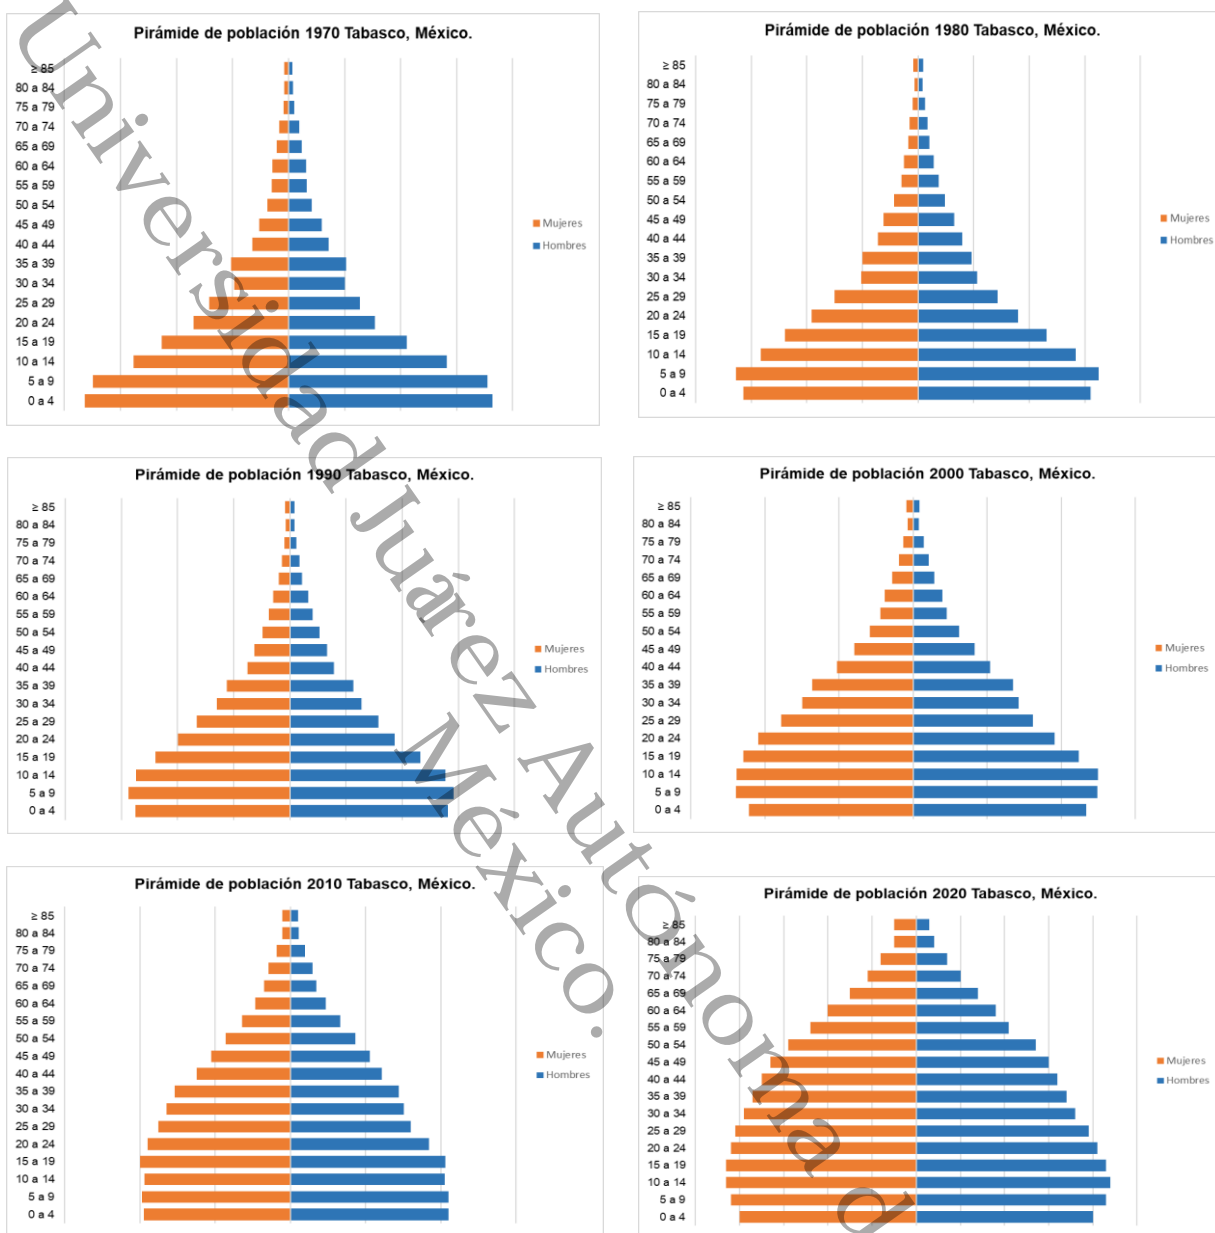 Pirámide de población 1970 Tabasco, México.
≥ 85
80 a 84
75 a 79
70 a 74
65 a 69
60 a 64
55 a 59
50 a 54
45 a 49
40 a 44
35 a 39
30 a 34
25 a 29
20 a 24
15 a 19
10 a 14
5 a 9
0 a 4
Mujeres
Hombres
Pirámide de población 1980 Tabasco, México.
≥ 85
80 a 84
75 a 79
70 a 74
65 a 69
60 a 64
55 a 59
50 a 54
45 a 49
40 a 44
35 a 39
30 a 34
25 a 29
20 a 24
15 a 19
10 a 14
5 a 9
0 a 4
Mujeres
Hombres
Pirámide de población 1990 Tabasco, México.
≥ 85
80 a 84
75 a 79
70 a 74
65 a 69
60 a 64
55 a 59
50 a 54
45 a 49
40 a 44
35 a 39
30 a 34
25 a 29
20 a 24
15 a 19
10 a 14
5 a 9
0 a 4
Mujeres
Hombres
Pirámide de población 2000 Tabasco, México.
≥ 85
80 a 84
75 a 79
70 a 74
65 a 69
60 a 64
55 a 59
50 a 54
45 a 49
40 a 44
35 a 39
30 a 34
25 a 29
20 a 24
15 a 19
10 a 14
5 a 9
0 a 4
Mujeres
Hombres
Pirámide de población 2010 Tabasco, México.
≥ 85
80 a 84
75 a 79
70 a 74
65 a 69
60 a 64
55 a 59
50 a 54
45 a 49
40 a 44
35 a 39
30 a 34
25 a 29
20 a 24
15 a 19
10 a 14
5 a 9
0 a 4
Mujeres
Hombres
Pirámide de población 2020 Tabasco, México.
≥ 85
80 a 84
75 a 79
70 a 74
65 a 69
60 a 64
55 a 59
50 a 54
45 a 49
40 a 44
35 a 39
30 a 34
25 a 29
20 a 24
15 a 19
10 a 14
5 a 9
0 a 4
Mujeres
Hombres
Universidad Juárez Autónoma d
México.